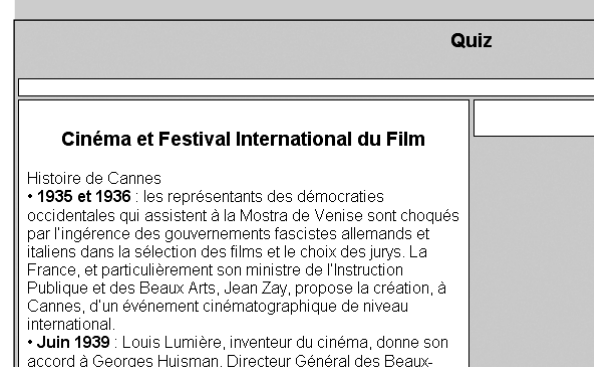 Quiz
Cinéma et Festival International du Film
Histoire de Cannes
• 1935 et 1936 : les représentants des démocraties
occidentales qui assistent à la Mostra de Venise sont choqués
par l'ingérence des gouvernements fascistes allemands et
italiens dans la sélection des films et le choix des jurys. La
France, et particulièrement son ministre de l'Instruction
Publique et des Beaux Arts, Jean Zay, propose la création, à
Cannes, d'un événement cinématographique de niveau
international.
• Juin 1939 : Louis Lumière, inventeur du cinéma, donne son
accord à Georges Huisman, Directeur Général des Beaux-